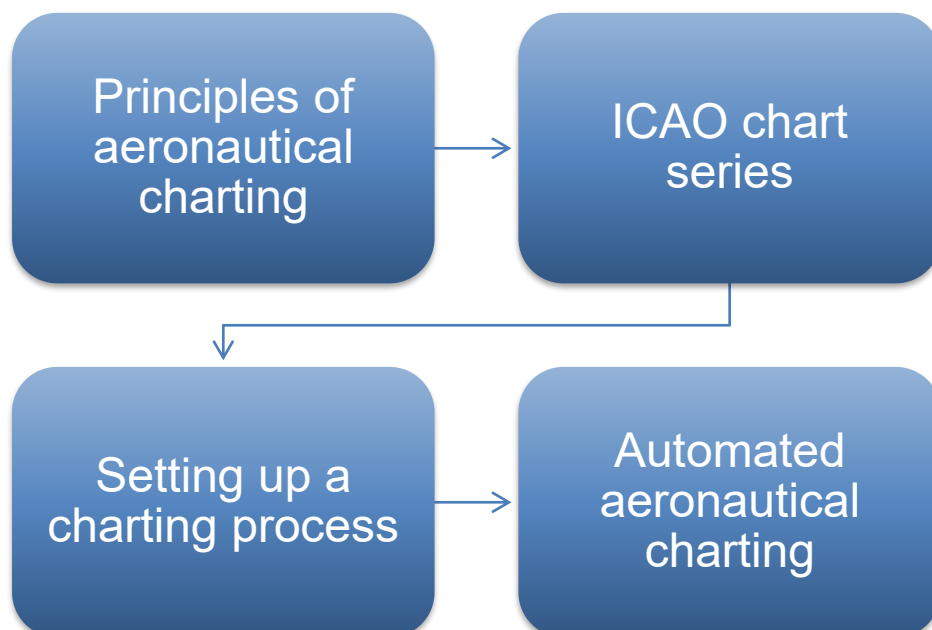 Principles of
aeronautical
charting
ICAO chart
series
Setting up a
charting process
Automated
aeronautical
charting